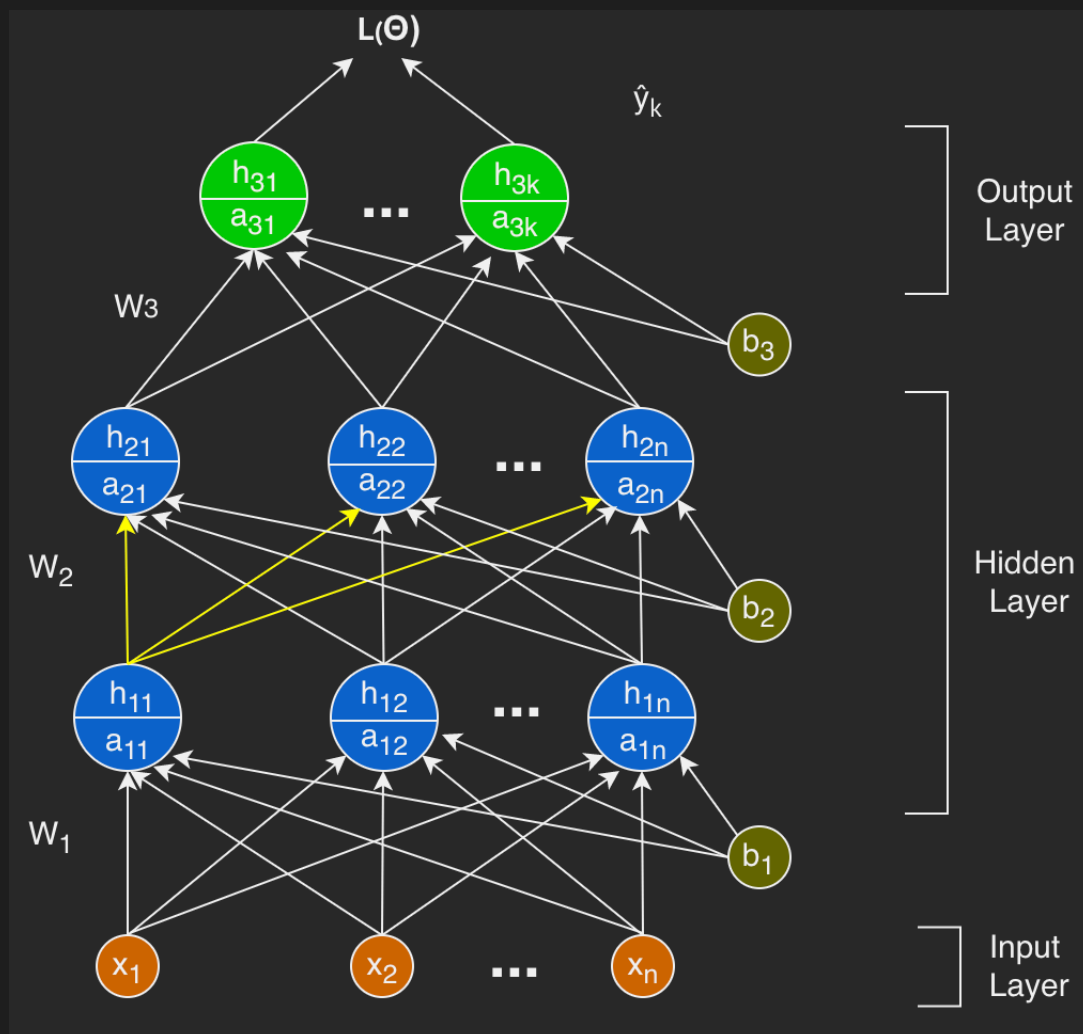 L(Θ)
ŷₖ
h₃₁
a₃₁
...
h₃ₖ
a₃ₖ
Output
Layer
W3
b₃
h₂₁
a₂₁
h₂₂
a₂₂
...
h₂ₙ
a₂ₙ
W₂
Hidden
Layer
b₂
h₁₁
a₁₁
h₁₂
a₁₂
...
h₁ₙ
a₁ₙ
W₁
b₁
x₁
x₂
...
xₙ
Input
Layer